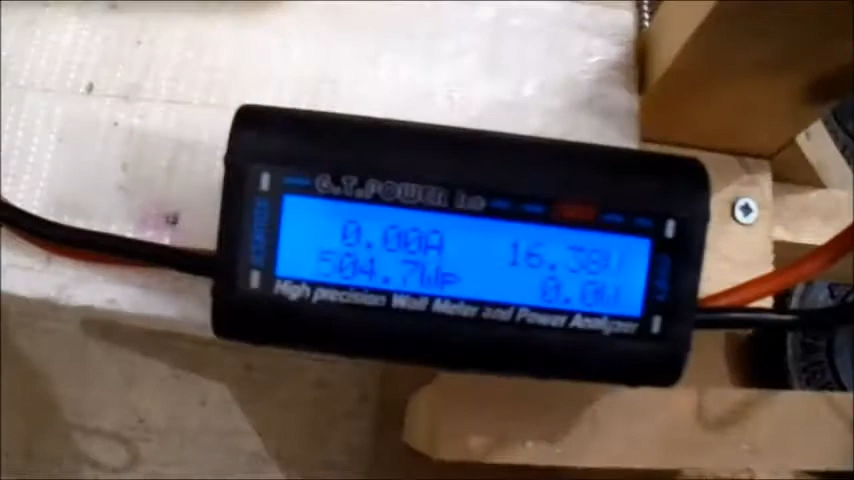 G.T.POWER
0.00A 16.38V
504.7Wp 0.0W
High precision Watt Meter and Power Analyzer